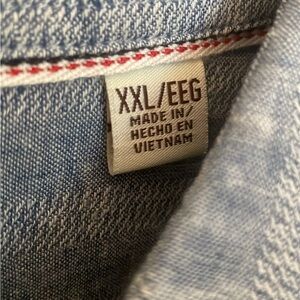 XXL/EEG
MADE IN/
HECHO EN
VIETNAM